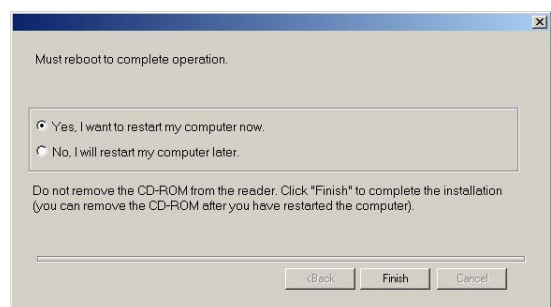 Must reboot to complete operation.
Yes, I want to restart my computer now.
No, I will restart my computer later.
Do not remove the CD-ROM from the reader. Click "Finish" to complete the installation
(you can remove the CD-ROM after you have restarted the computer).
<Back Finish Cancel